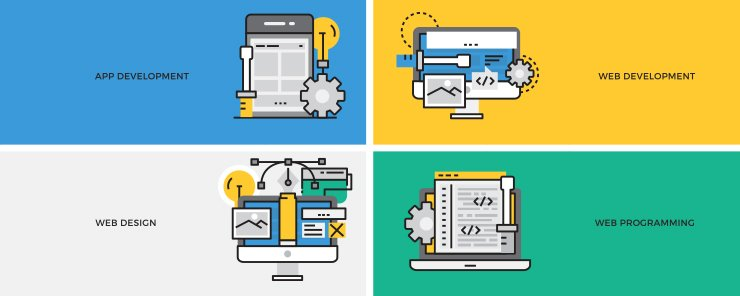 APP DEVELOPMENT
WEB DEVELOPMENT
</>
WEB DESIGN
WEB PROGRAMMING
</>
</>